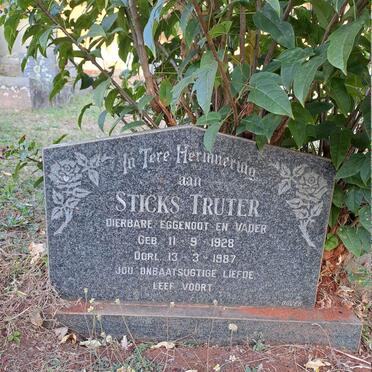 In Tere Herinnering
aan
STICKS TRUTER
DIERBARE EGGENOOT EN VADER
GEB 11-9-1928
OORL 13-3-1987
JOU ONBAATSUGTIGE LIEFDE
LEEF VOORT